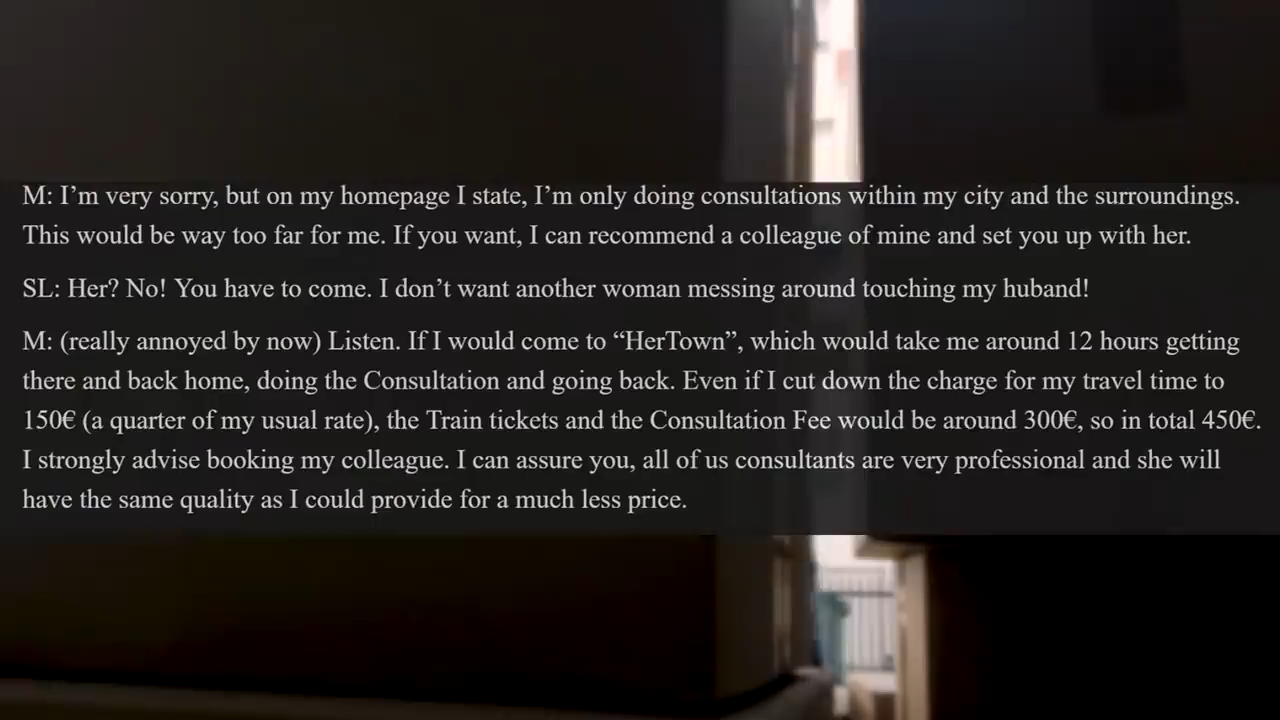 M: I’m very sorry, but on my homepage I state, I’m only doing consultations within my city and the surroundings.
This would be way too far for me. If you want, I can recommend a colleague of mine and set you up with her.
SL: Her? No! You have to come. I don’t want another woman messing around touching my huband!
M: (really annoyed by now) Listen. If I would come to “HerTown”, which would take me around 12 hours getting
there and back home, doing the Consultation and going back. Even if I cut down the charge for my travel time to
150€ (a quarter of my usual rate), the Train tickets and the Consultation Fee would be around 300€, so in total 450€.
I strongly advise booking my colleague. I can assure you, all of us consultants are very professional and she will
have the same quality as I could provide for a much less price.